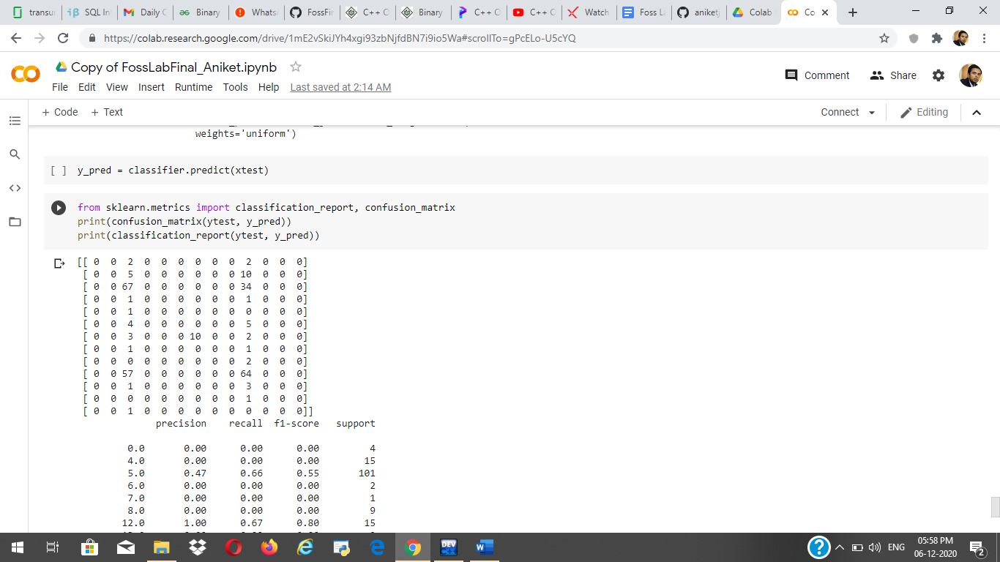 transu
SQL In
Daily C
Binary
Whats
FossFir
C++ C
Binary
C++ C
C++ C
Watch
Foss L
aniket
Colab
Co
https://colab.research.google.com/drive/1mE2vSkiJYh4xgi93zbNjfdBN7i9io5Wa#scrollTo=gPcELo-U5cYQ
Copy of FossLabFinal_Aniket.ipynb
Comment Share
File Edit View Insert Runtime Tools Help Last saved at 2:14 AM
+ Code + Text Connect Editing
weights='uniform')
[ ] y_pred = classifier.predict(xtest)
from sklearn.metrics import classification_report, confusion_matrix
print(confusion_matrix(ytest, y_pred))
print(classification_report(ytest, y_pred))
[[ 0 0 2 0 0 0 0 0 0 2 0 0 0]
[ 0 0 5 0 0 0 0 0 0 10 0 0 0]
[ 0 0 67 0 0 0 0 0 0 34 0 0 0]
[ 0 0 1 0 0 0 0 0 0 1 0 0 0]
[ 0 0 1 0 0 0 0 0 0 0 0 0 0]
[ 0 0 4 0 0 0 0 0 0 5 0 0 0]
[ 0 0 3 0 0 0 10 0 0 2 0 0 0]
[ 0 0 1 0 0 0 0 0 0 1 0 0 0]
[ 0 0 0 0 0 0 0 0 0 2 0 0 0]
[ 0 0 57 0 0 0 0 0 0 64 0 0 0]
[ 0 0 1 0 0 0 0 0 0 3 0 0 0]
[ 0 0 0 0 0 0 0 0 0 1 0 0 0]
[ 0 0 1 0 0 0 0 0 0 0 0 0 0]]
precision recall f1-score support
0.0 0.00 0.00 0.00 4
4.0 0.00 0.00 0.00 15
5.0 0.47 0.66 0.55 101
6.0 0.00 0.00 0.00 2
7.0 0.00 0.00 0.00 1
8.0 0.00 0.00 0.00 9
12.0 1.00 0.67 0.80 15
DEV C++
ENG
05:58 PM
06-12-2020
2